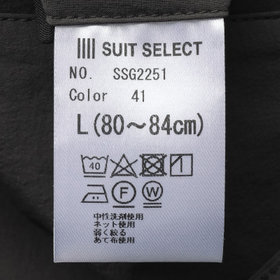 SUIT SELECT
NO. SSG2251
Color 41
L(80～84cm)
40
F W
中性洗剤使用
ネット使用
弱く絞る
あて布使用